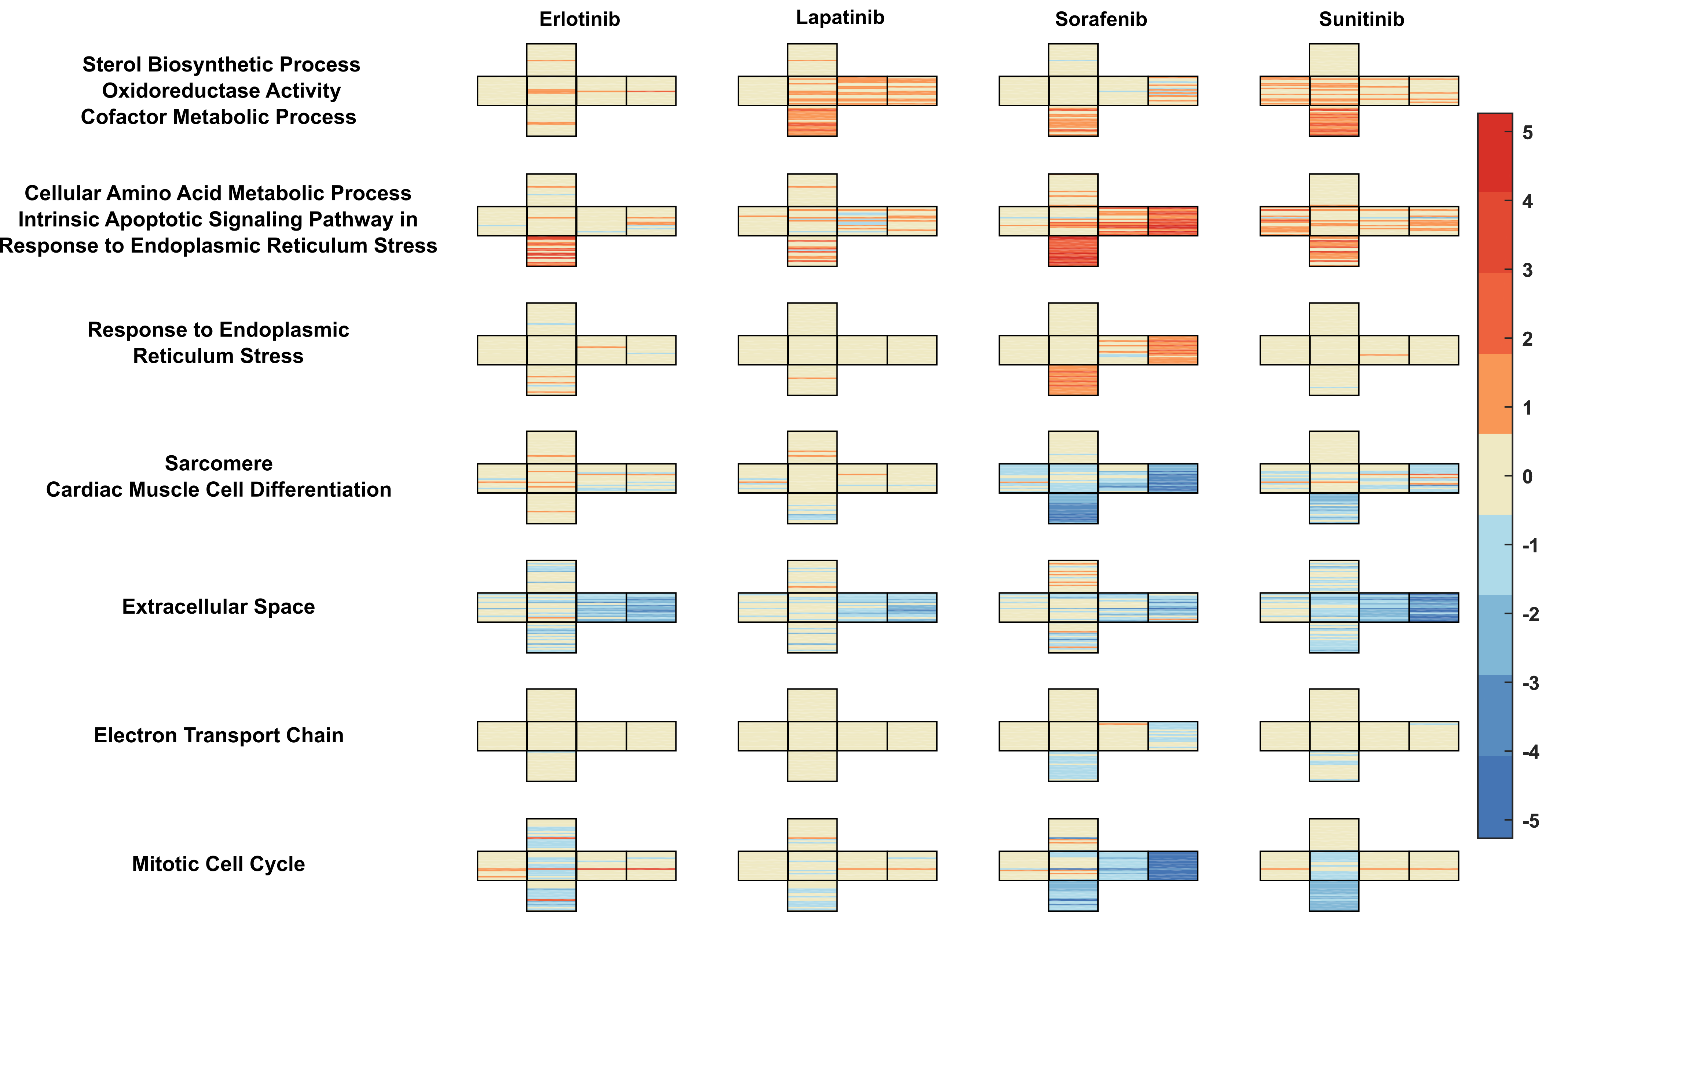 Erlotinib
Lapatinib
Sorafenib
Sunitinib
Sterol Biosynthetic Process
Oxidoreductase Activity
Cofactor Metabolic Process
Cellular Amino Acid Metabolic Process
Intrinsic Apoptotic Signaling Pathway in
Response to Endoplasmic Reticulum Stress
Response to Endoplasmic
Reticulum Stress
Sarcomere
Cardiac Muscle Cell Differentiation
Extracellular Space
Electron Transport Chain
Mitotic Cell Cycle
5
4
3
2
1
0
-1
-2
-3
-4
-5